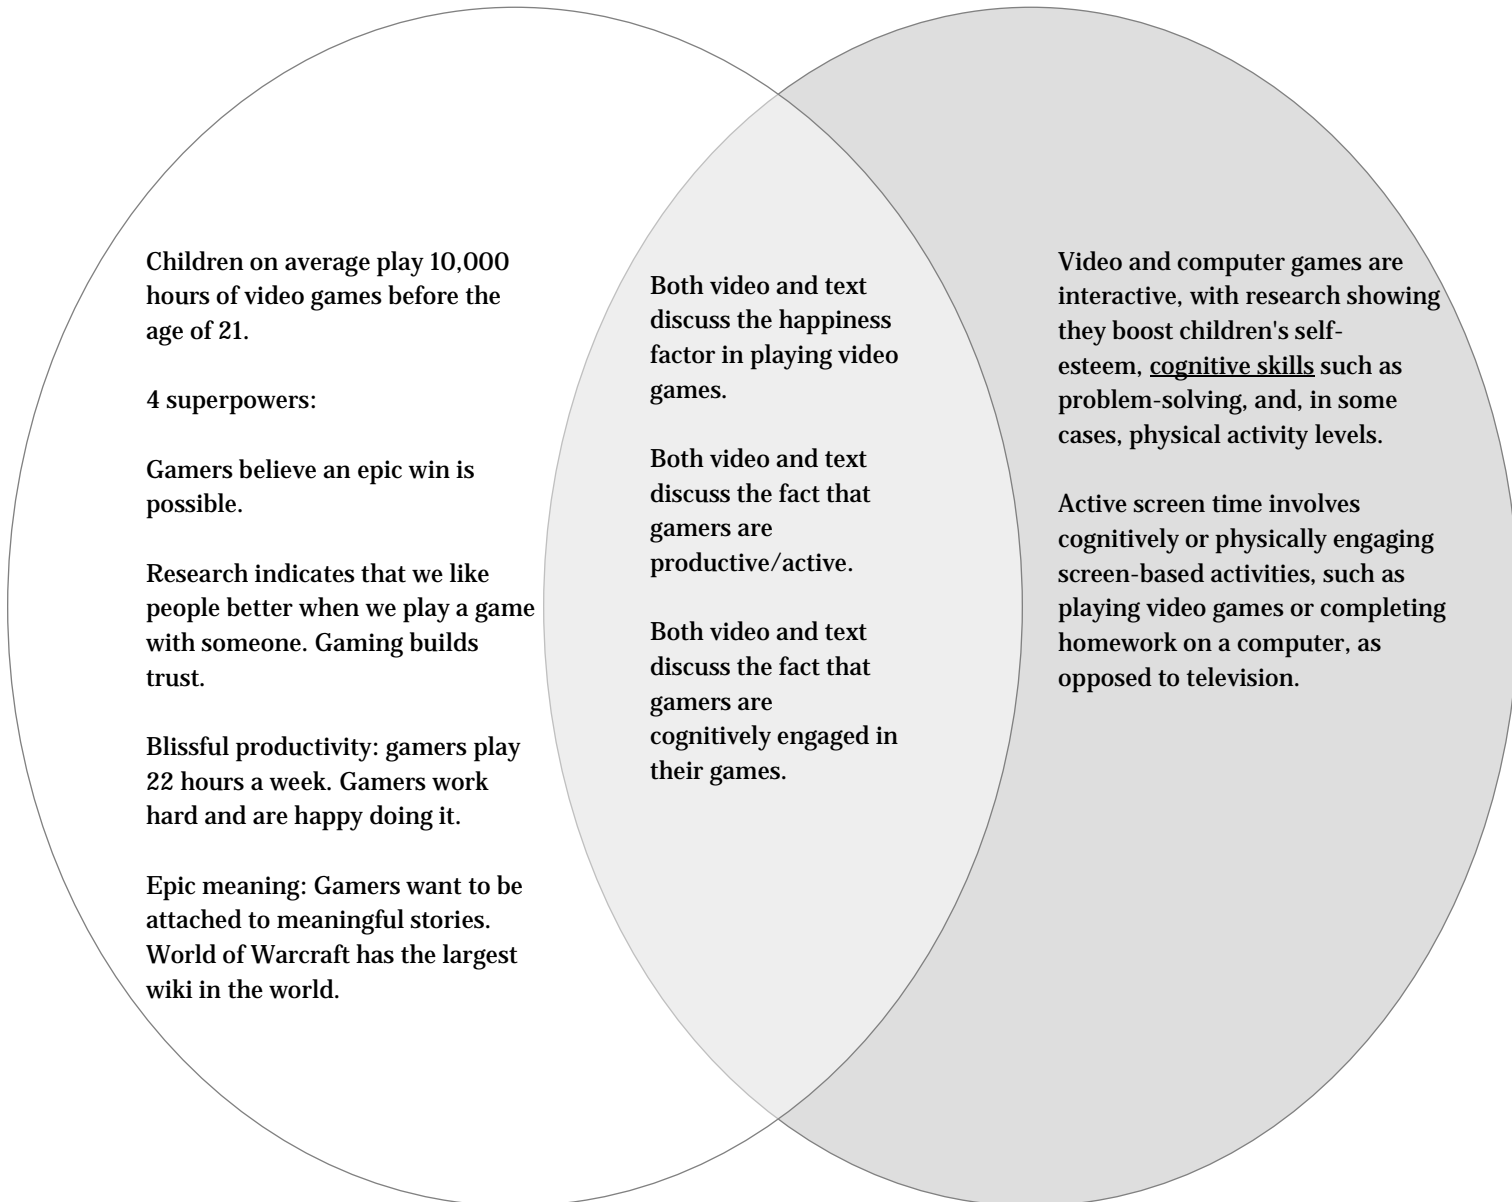 Children on average play 10,000
hours of video games before the
age of 21.
4 superpowers:
Gamers believe an epic win is
possible.
Research indicates that we like
people better when we play a game
with someone. Gaming builds
trust.
Blissful productivity: gamers play
22 hours a week. Gamers work
hard and are happy doing it.
Epic meaning: Gamers want to be
attached to meaningful stories.
World of Warcraft has the largest
wiki in the world.
Both video and text
discuss the happiness
factor in playing video
games.
Both video and text
discuss the fact that
gamers are
productive/active.
Both video and text
discuss the fact that
gamers are
cognitively engaged in
their games.
Video and computer games are
interactive, with research showing
they boost children's self-
esteem, cognitive skills such as
problem-solving, and, in some
cases, physical activity levels.
Active screen time involves
cognitively or physically engaging
screen-based activities, such as
playing video games or completing
homework on a computer, as
opposed to television.